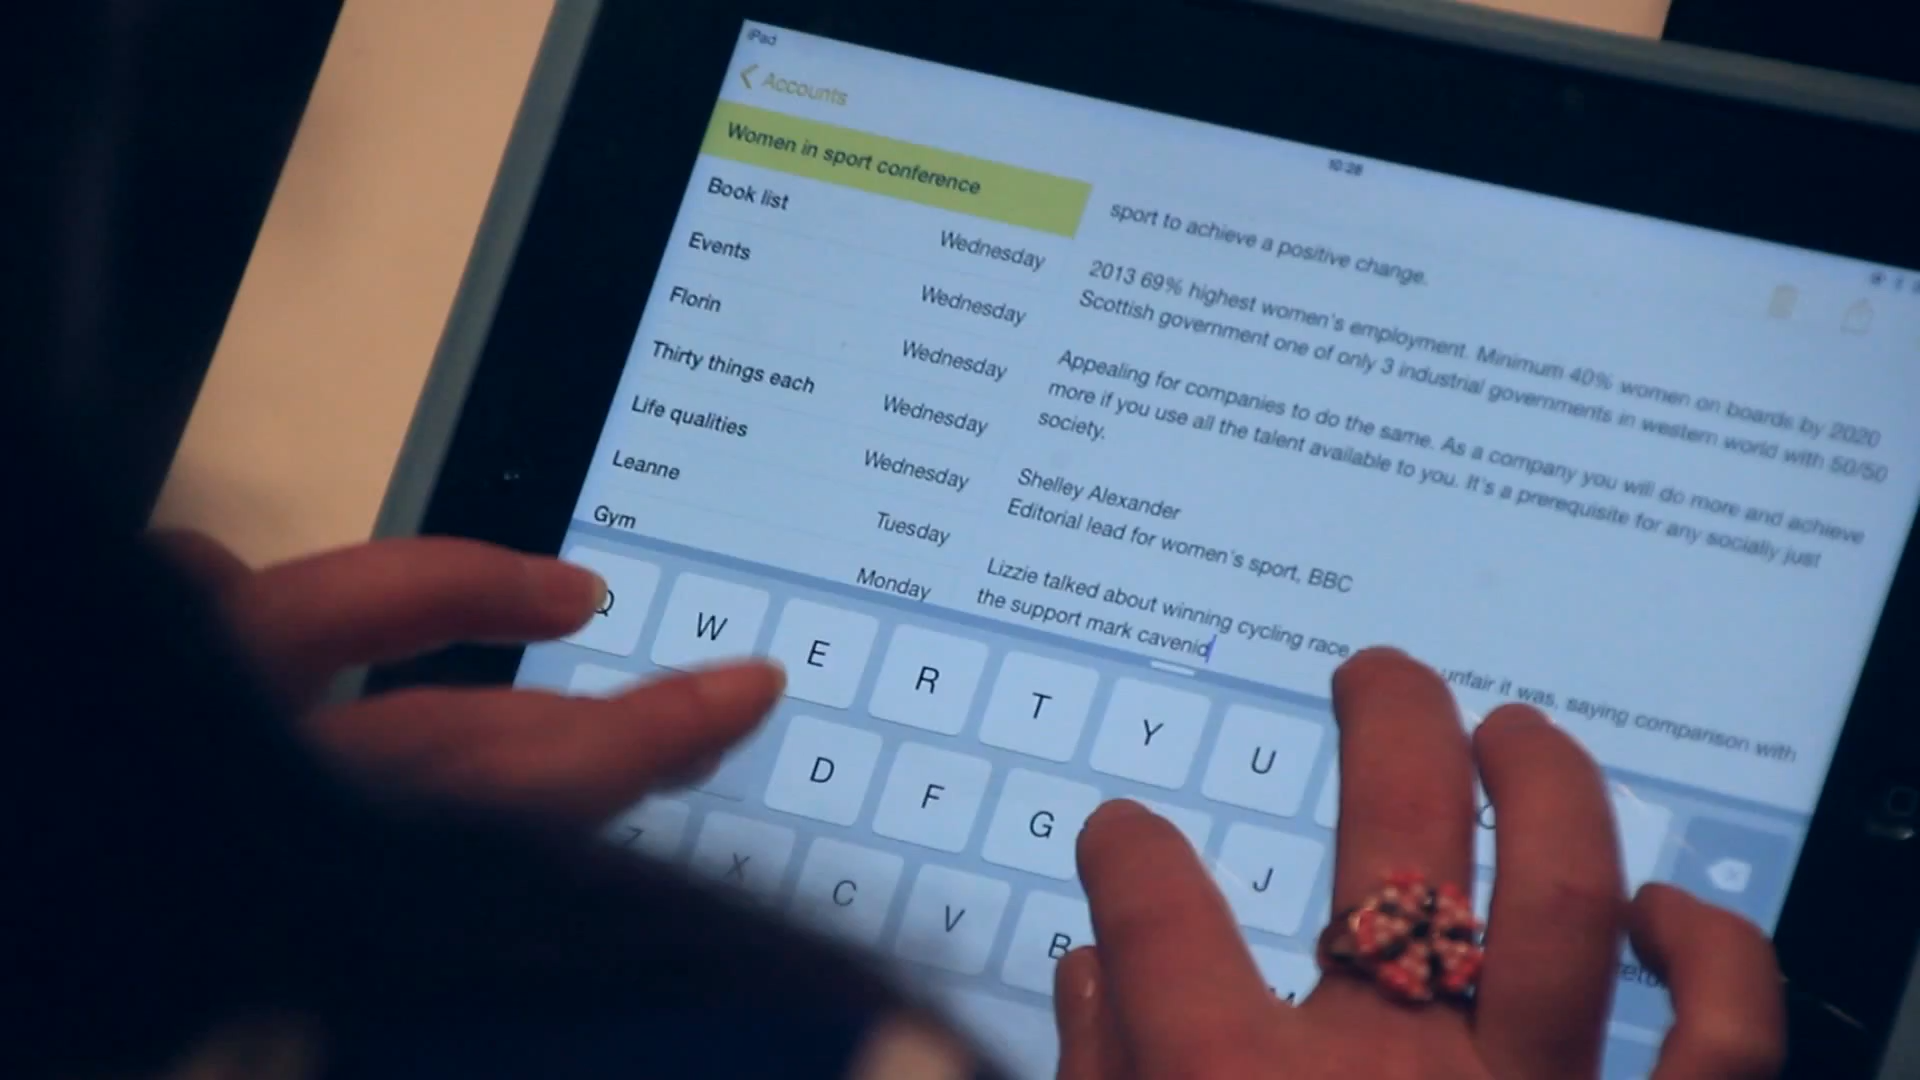 iPad
10:28
Accounts
Women in sport conference
Book list
Wednesday
Events
Wednesday
Florin
Wednesday
Thirty things each
Wednesday
Life qualities
Wednesday
Leanne
Tuesday
Gym
Monday
sport to achieve a positive change.
2013 69% highest women's employment. Minimum 40% women on boards by 2020
Scottish government one of only 3 industrial governments in western world with 50/50
Appealing for companies to do the same. As a company you will do more and achieve
more if you use all the talent available to you. It's a prerequisite for any socially just
society.
Shelley Alexander
Editorial lead for women's sport, BBC
Lizzie talked about winning cycling race unfair it was, saying comparison with
the support mark cavenid
Q W E R T Y U
D F G J
Z X C V B M